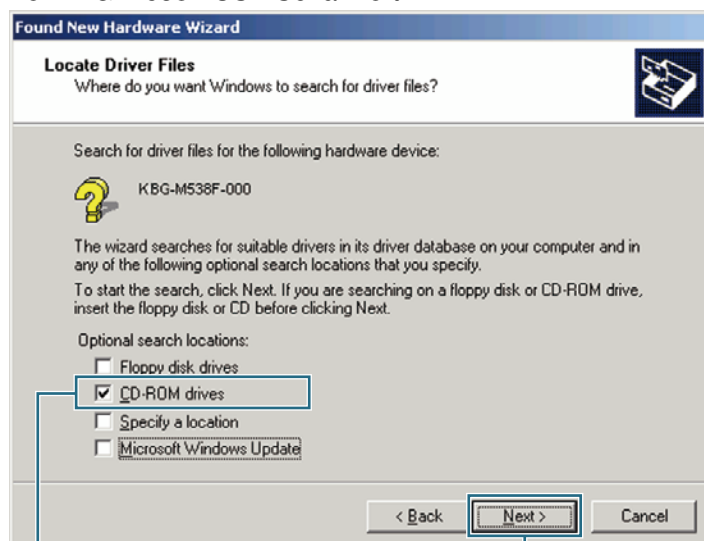 Found New Hardware Wizard
Locate Driver Files
Where do you want Windows to search for driver files?
Search for driver files for the following hardware device:
KBG-M538F-000
The wizard searches for suitable drivers in its driver database on your computer and in
any of the following optional search locations that you specify.
To start the search, click Next. If you are searching on a floppy disk or CD-ROM drive,
insert the floppy disk or CD before clicking Next.
Optional search locations:
Floppy disk drives
CD-ROM drives
Specify a location
Microsoft Windows Update
< Back Next > Cancel